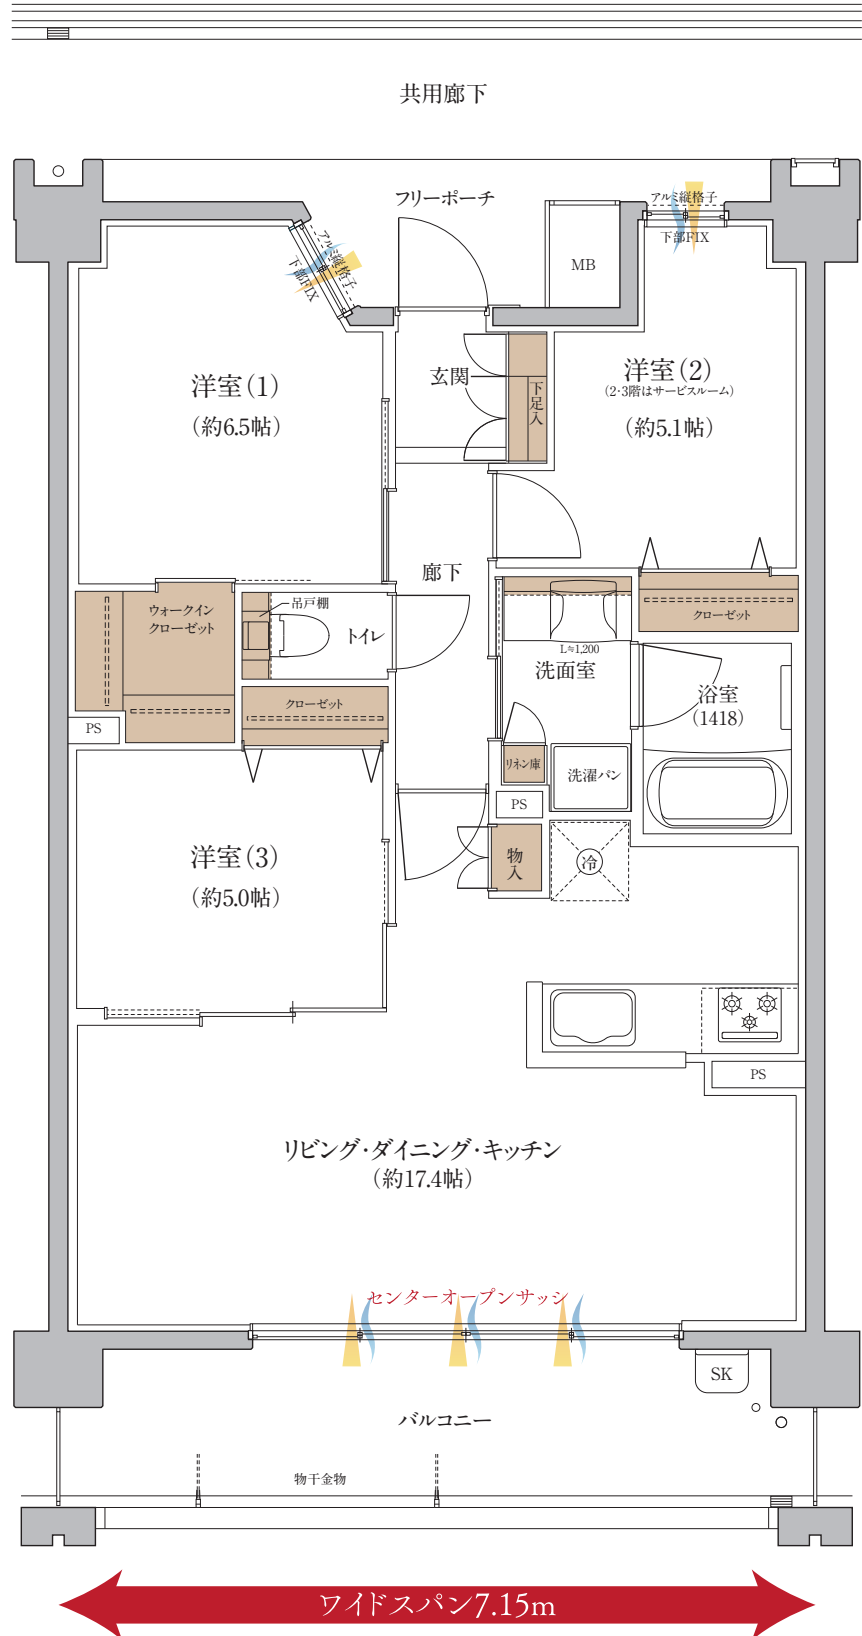 共用廊下
フリーポーチ
アルミ縦格子
下部FIX
アルミ縦格子
下部FIX
MB
洋室(1)
(約6.5帖)
玄関
下足入
洋室(2)
(2・3階はサービスルーム)
(約5.1帖)
廊下
ウォークイン
クローゼット
吊戸棚
トイレ
L≒1,200
洗面室
クローゼット
クローゼット
浴室
(1418)
PS
リネン庫
洗濯パン
PS
洋室(3)
(約5.0帖)
物入
冷
PS
リビング・ダイニング・キッチン
(約17.4帖)
センターオープンサッシ
SK
バルコニー
物干金物
ワイドスパン7.15m